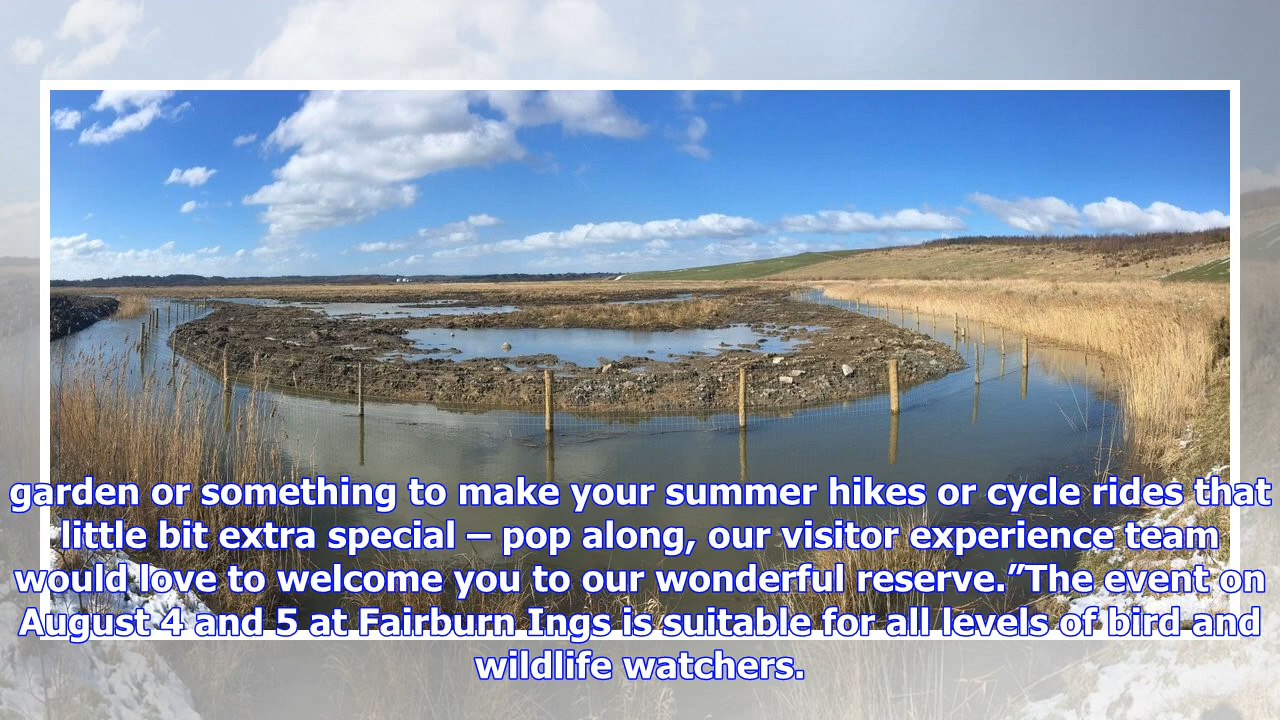 garden or something to make your summer hikes or cycle rides that
little bit extra special – pop along, our visitor experience team
would love to welcome you to our wonderful reserve.”The event on
August 4 and 5 at Fairburn Ings is suitable for all levels of bird and
wildlife watchers.